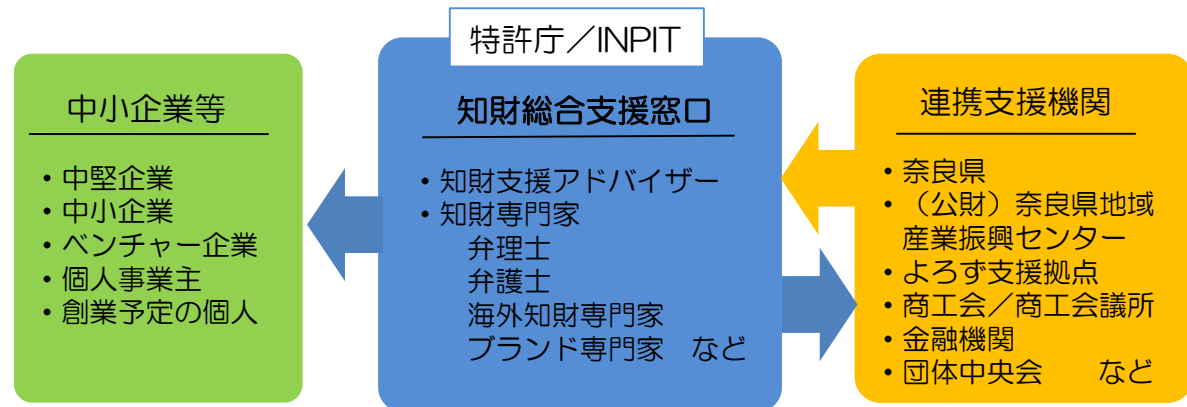 特許庁／INPIT
中小企業等
・中堅企業
・中小企業
・ベンチャー企業
・個人事業主
・創業予定の個人
知財総合支援窓口
・知財支援アドバイザー
・知財専門家
弁理士
弁護士
海外知財専門家
ブランド専門家　など
連携支援機関
・奈良県
・（公財）奈良県地域
産業振興センター
・よろず支援拠点
・商工会／商工会議所
・金融機関
・団体中央会　　など